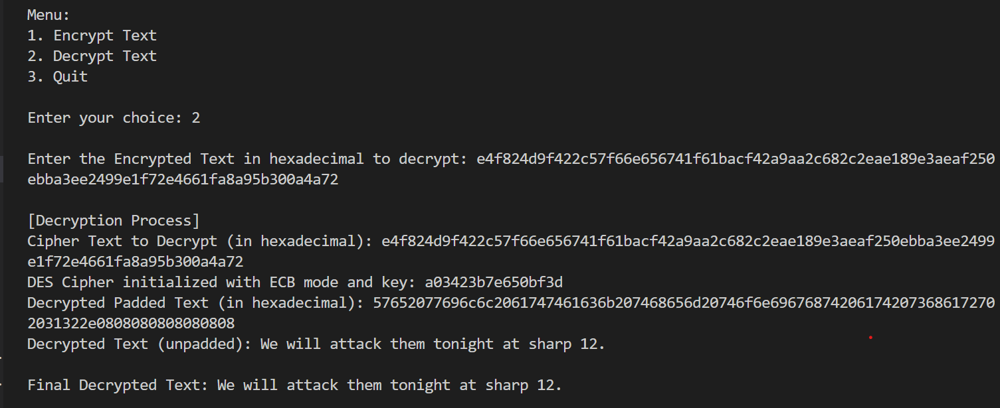 Menu:
1. Encrypt Text
2. Decrypt Text
3. Quit
Enter your choice: 2
Enter the Encrypted Text in hexadecimal to decrypt: e4f824d9f422c57f66e656741f61bacf42a9aa2c682c2eae189e3aeaf250
ebba3ee2499e1f72e4661fa8a95b300a4a72
[Decryption Process]
Cipher Text to Decrypt (in hexadecimal): e4f824d9f422c57f66e656741f61bacf42a9aa2c682c2eae189e3aeaf250ebba3ee2499
e1f72e4661fa8a95b300a4a72
DES Cipher initialized with ECB mode and key: a03423b7e650bf3d
Decrypted Padded Text (in hexadecimal): 57652077696c6c2061747461636b207468656d20746f6e69676874206174207368617270
2031322e0808080808080808
Decrypted Text (unpadded): We will attack them tonight at sharp 12.
Final Decrypted Text: We will attack them tonight at sharp 12.